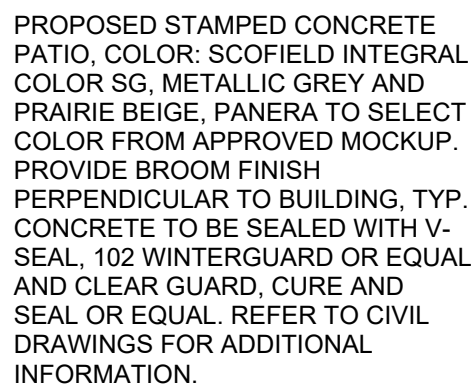 PROPOSED STAMPED CONCRETE
PATIO, COLOR: SCOFIELD INTEGRAL
COLOR SG, METALLIC GREY AND
PRAIRIE BEIGE, PANERA TO SELECT
COLOR FROM APPROVED MOCKUP.
PROVIDE BROOM FINISH
PERPENDICULAR TO BUILDING, TYP.
CONCRETE TO BE SEALED WITH V-
SEAL, 102 WINTERGUARD OR EQUAL
AND CLEAR GUARD, CURE AND
SEAL OR EQUAL. REFER TO CIVIL
DRAWINGS FOR ADDITIONAL
INFORMATION.